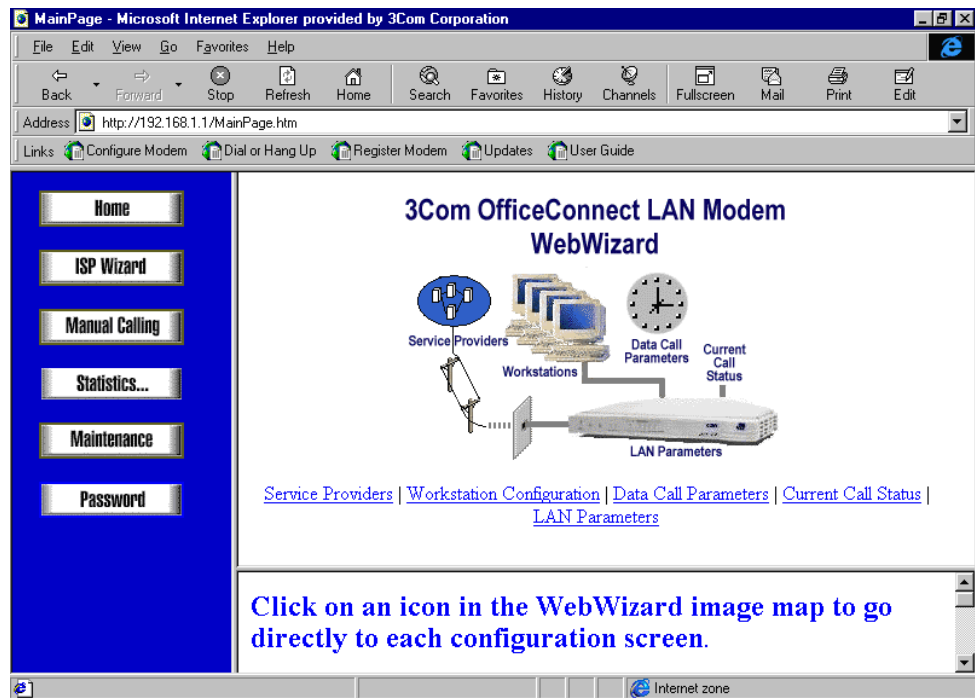 MainPage - Microsoft Internet Explorer provided by 3Com Corporation
File Edit View Go Favorites Help
Back Forward Stop Refresh Home Search Favorites History Channels Fullscreen Mail Print Edit
Address http://192.168.1.1/MainPage.htm
Links Configure Modem Dial or Hang Up Register Modem Updates User Guide
Home
ISP Wizard
Manual Calling
Statistics...
Maintenance
Password
3Com OfficeConnect LAN Modem
WebWizard
Service Providers
Workstations
Data Call
Parameters
Current
Call
Status
LAN Parameters
Service Providers | Workstation Configuration | Data Call Parameters | Current Call Status |
LAN Parameters
Click on an icon in the WebWizard image map to go
directly to each configuration screen.
Internet zone